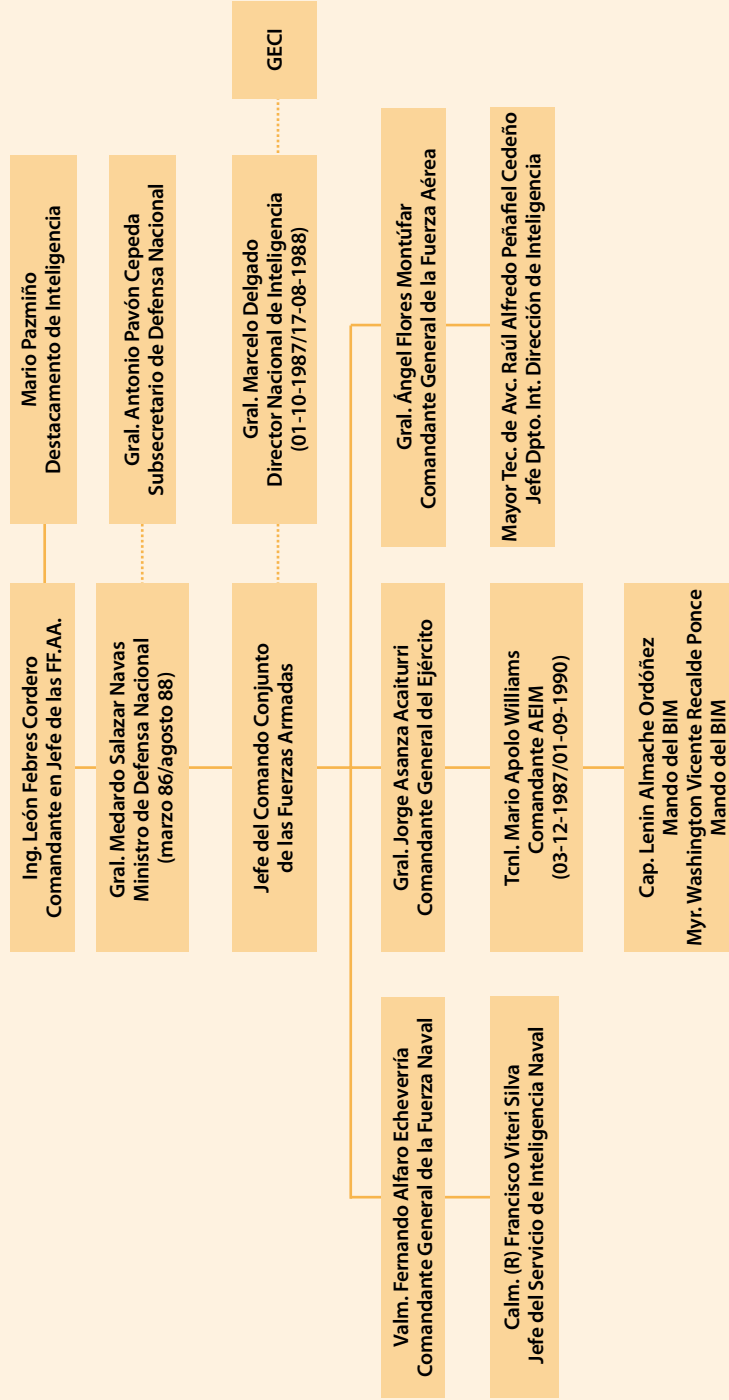 Ing. León Febres Cordero
Comandante en Jefe de las FF.AA.
Mario Pazmiño
Destacamento de Inteligencia
Gral. Medardo Salazar Navas
Ministro de Defensa Nacional
(marzo 86/agosto 88)
Gral. Antonio Pavón Cepeda
Subsecretario de Defensa Nacional
Jefe del Comando Conjunto
de las Fuerzas Armadas
Gral. Marcelo Delgado
Director Nacional de Inteligencia
(01-10-1987/17-08-1988)
GECI
Valm. Fernando Alfaro Echeverría
Comandante General de la Fuerza Naval
Gral. Jorge Asanza Acaiturri
Comandante General del Ejército
Gral. Ángel Flores Montúfar
Comandante General de la Fuerza Aérea
Calm. (R) Francisco Viteri Silva
Jefe del Servicio de Inteligencia Naval
Tcnl. Mario Apolo Williams
Comandante AEIM
(03-12-1987/01-09-1990)
Mayor Tec. de Avc. Raúl Alfredo Peñafiel Cedeño
Jefe Dpto. Int. Dirección de Inteligencia
Cap. Lenin Almache Ordóñez
Mando del BIM
Myr. Washington Vicente Recalde Ponce
Mando del BIM